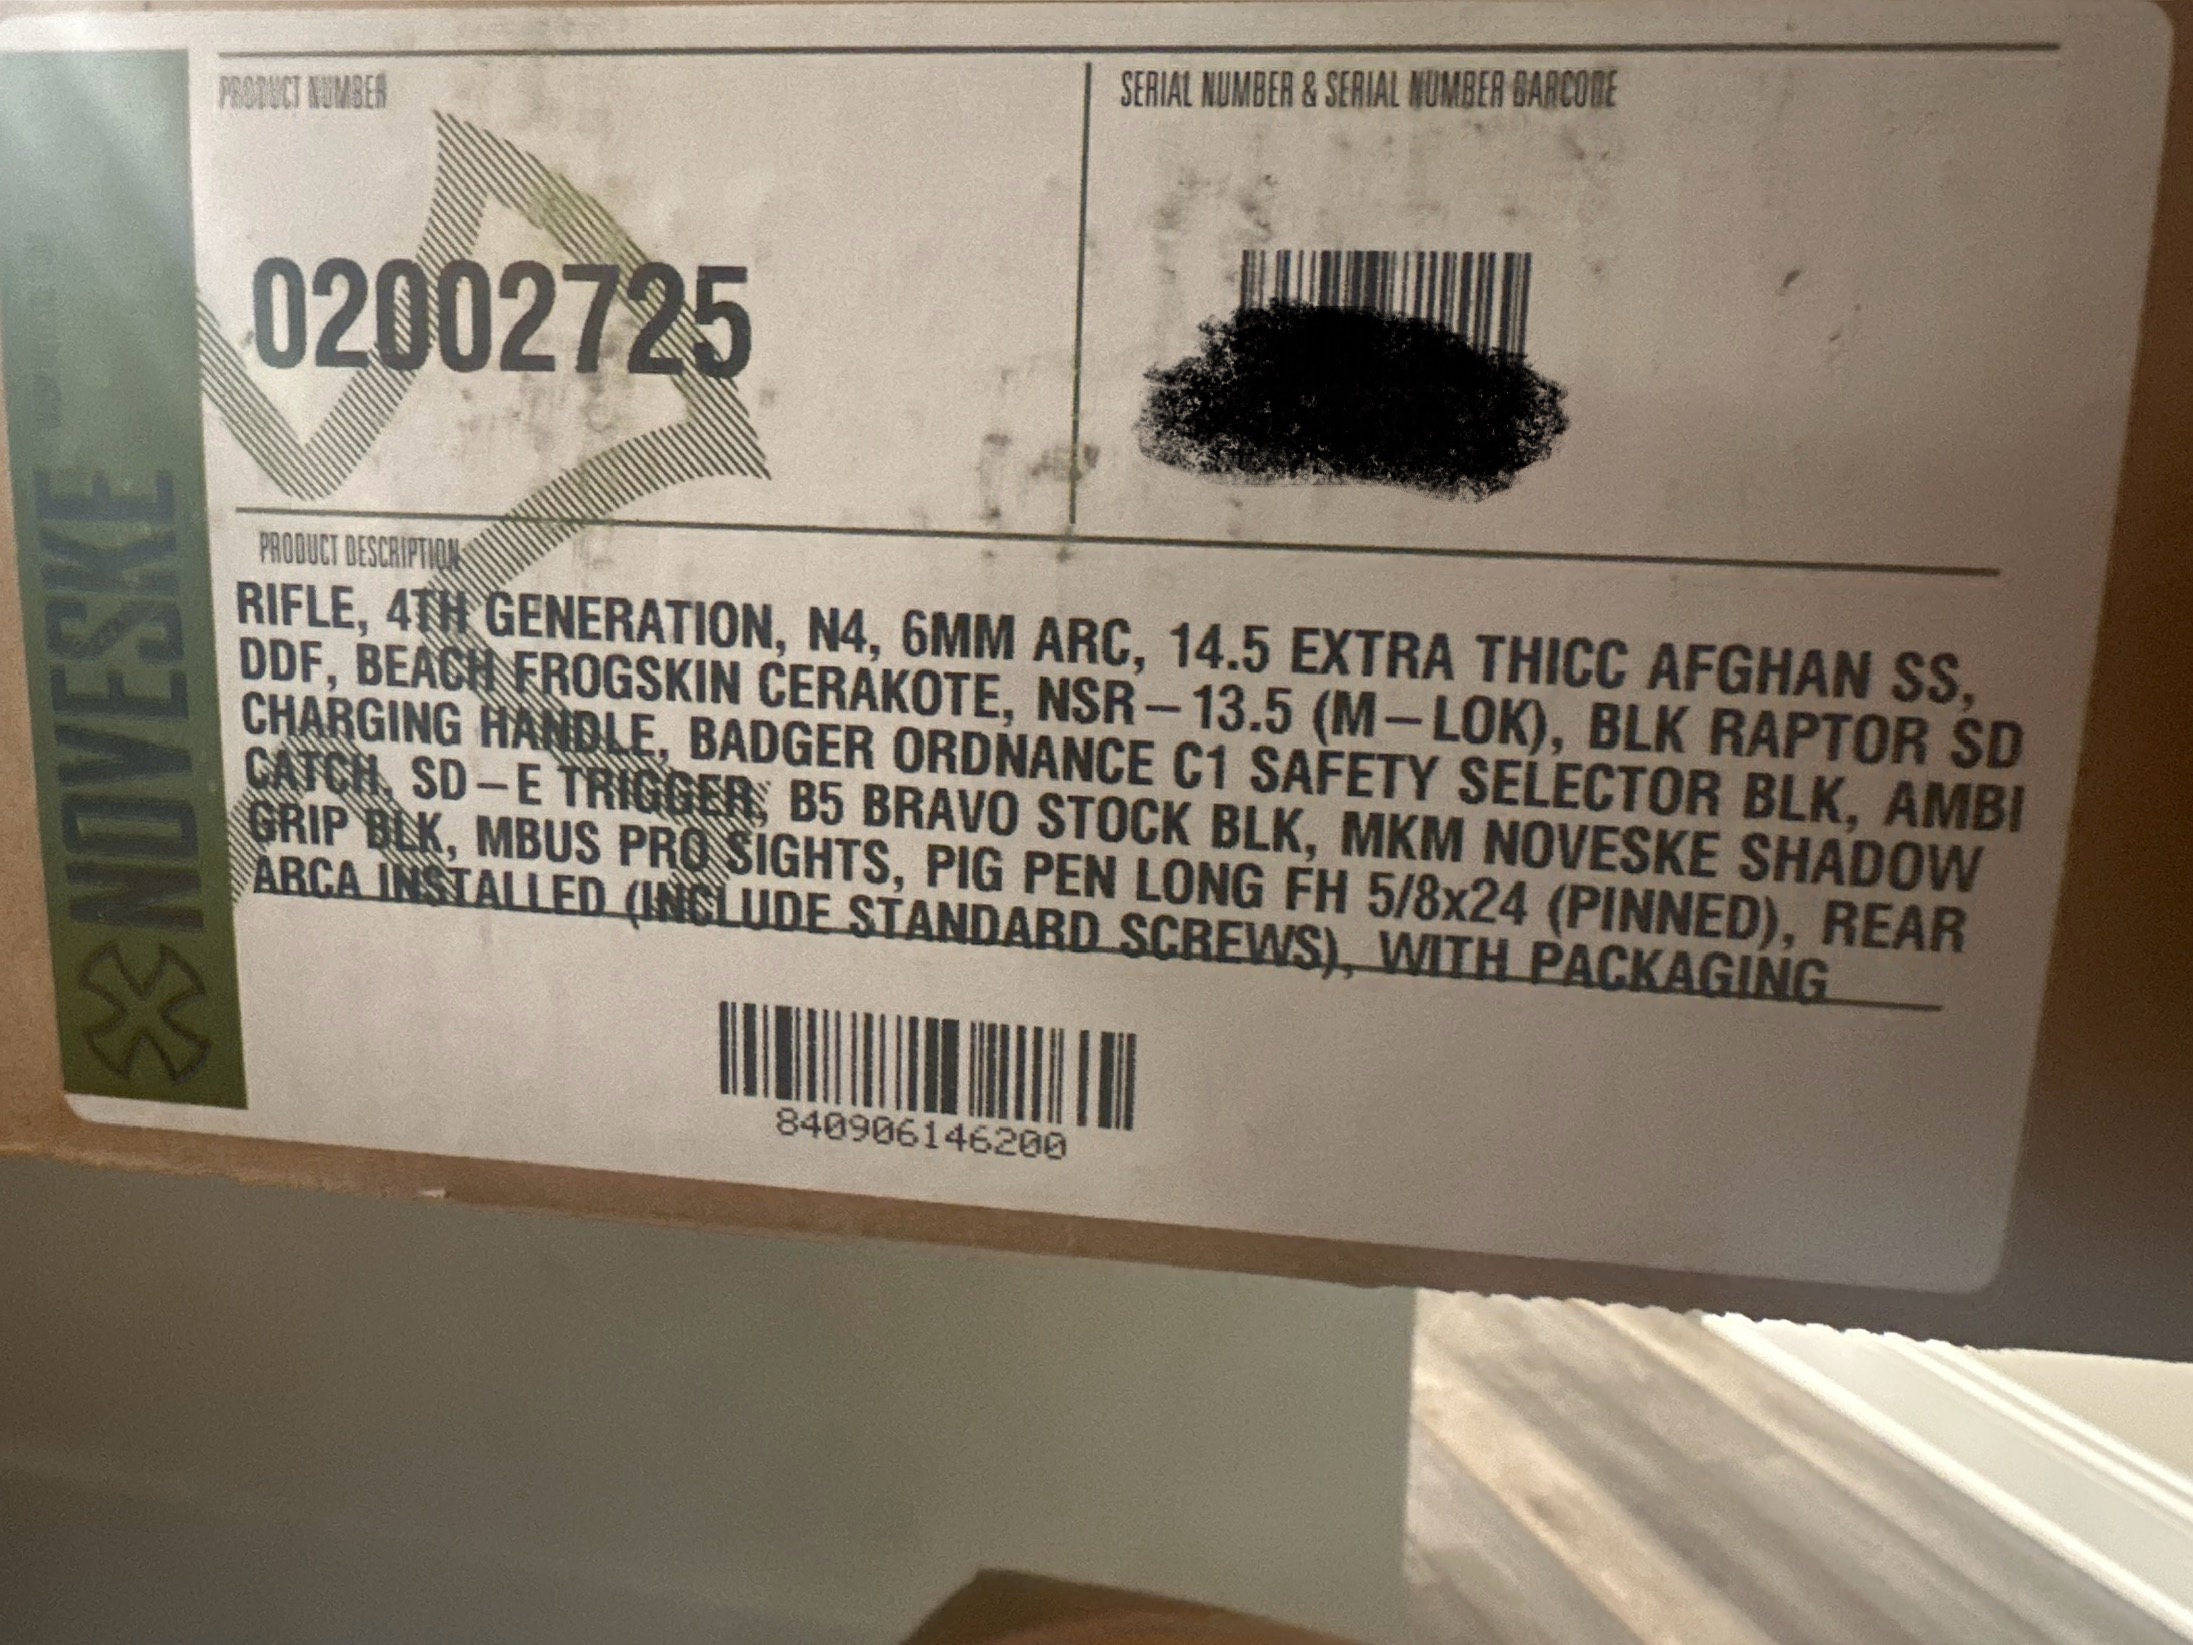 PRODUCT NUMBER
SERIAL NUMBER & SERIAL NUMBER BARCODE
02002725
NOVESKE
PRODUCT DESCRIPTION
RIFLE, 4TH GENERATION, N4, 6MM ARC, 14.5 EXTRA THICC AFGHAN SS,
DDF, BEACH FROGSKIN CERAKOTE, NSR-13.5 (M-LOK), BLK RAPTOR SD
CHARGING HANDLE, BADGER ORDNANCE C1 SAFETY SELECTOR BLK, AMBI
CATCH, SD-E TRIGGER, B5 BRAVO STOCK BLK, MKM NOVESKE SHADOW
GRIP BLK, MBUS PRO SIGHTS, PIG PEN LONG FH 5/8x24 (PINNED), REAR
ARCA INSTALLED (INCLUDE STANDARD SCREWS), WITH PACKAGING
840906146200